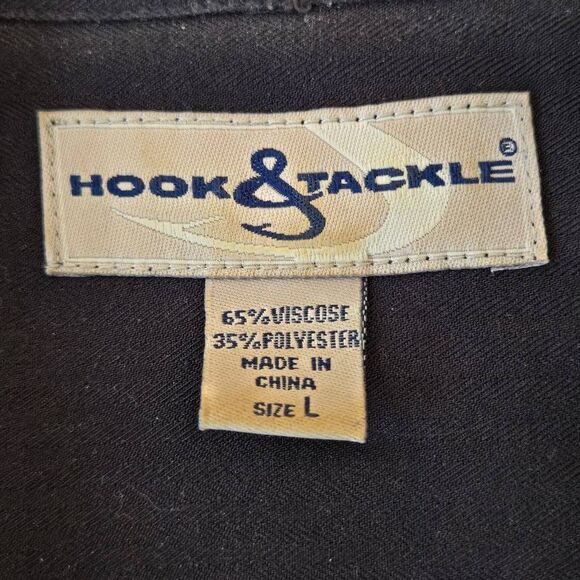 HOOK & TACKLE®
65% VISCOSE
35% POLYESTER
MADE IN
CHINA
SIZE L